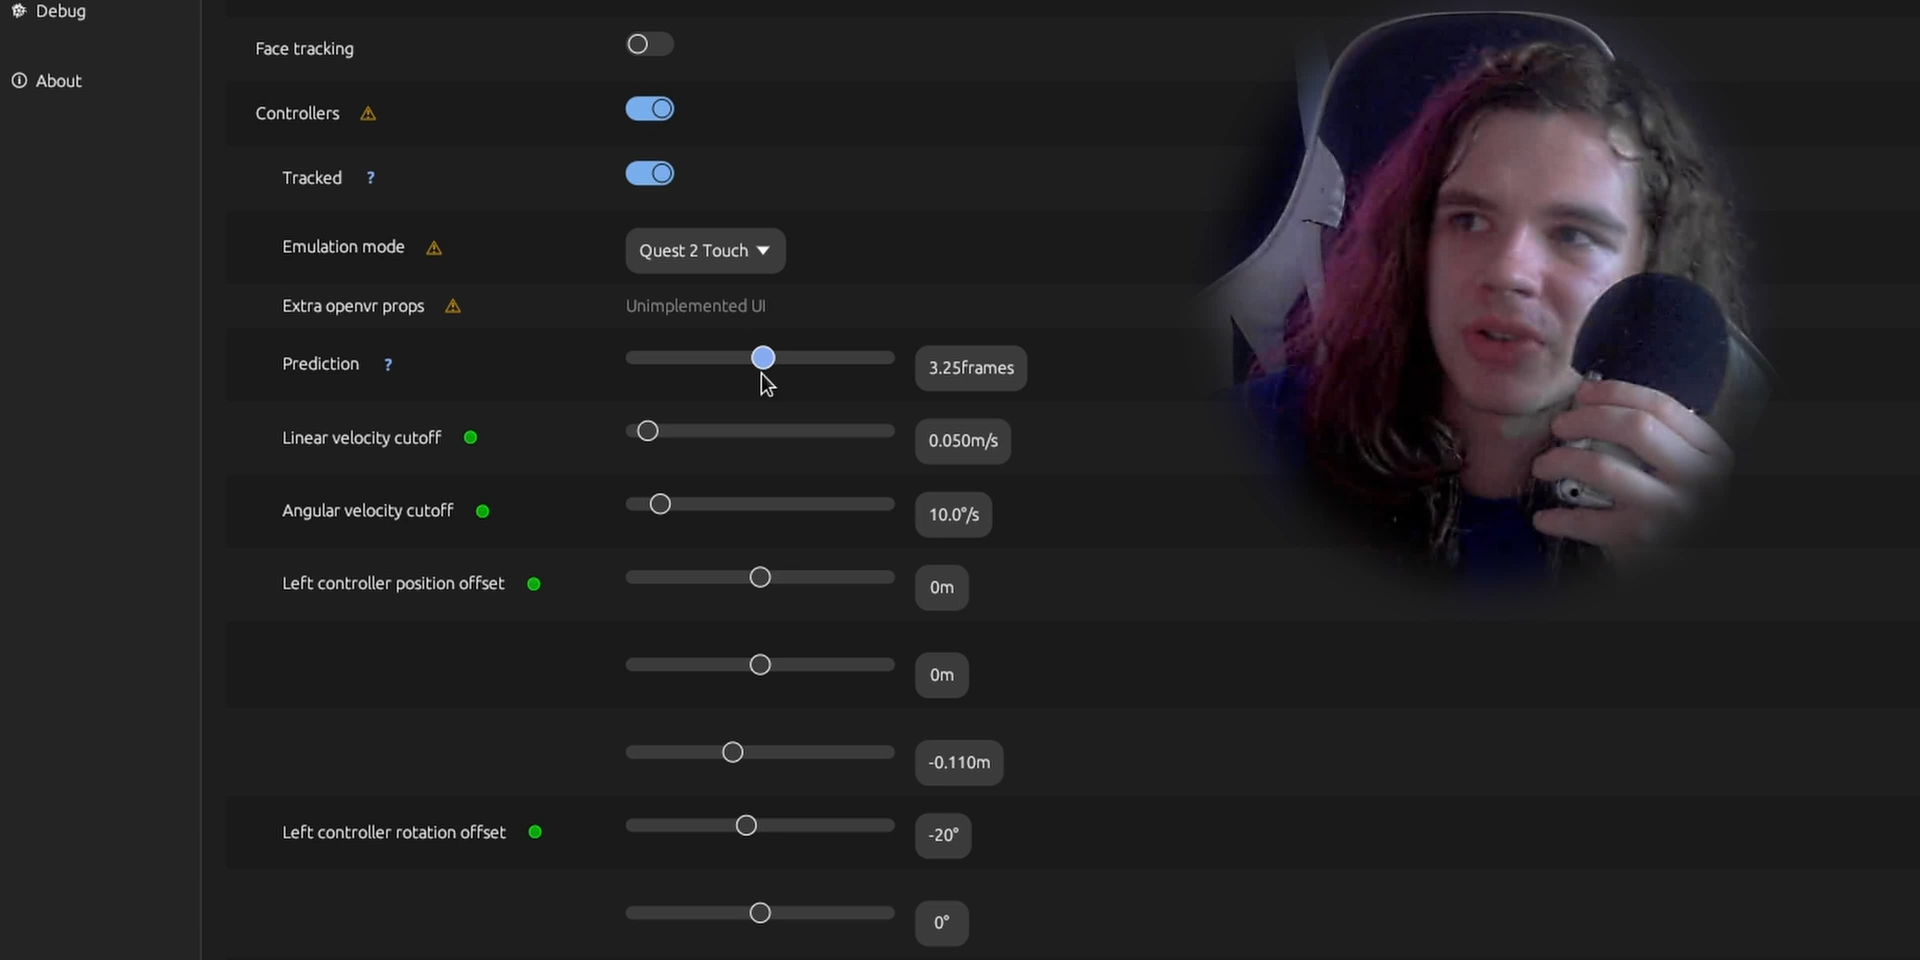 Debug
About
Face tracking
Controllers
Tracked ?
Emulation mode
Quest 2 Touch
Extra openvr props
Unimplemented UI
Prediction ?
3.25frames
Linear velocity cutoff
0.050m/s
Angular velocity cutoff
10.0°/s
Left controller position offset
0m
0m
-0.110m
Left controller rotation offset
-20°
0°